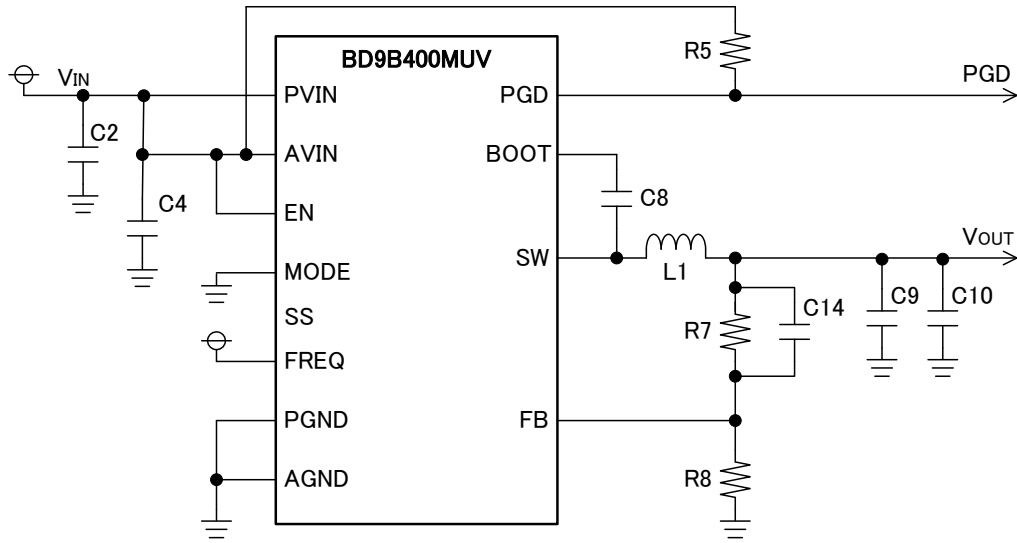 BD9B400MUV
R5
PGD
VIN
PVIN
PGD
C2
AVIN
BOOT
C4
EN
C8
SW
VOUT
MODE
L1
SS
C14
C9
C10
R7
FREQ
PGND
FB
AGND
R8